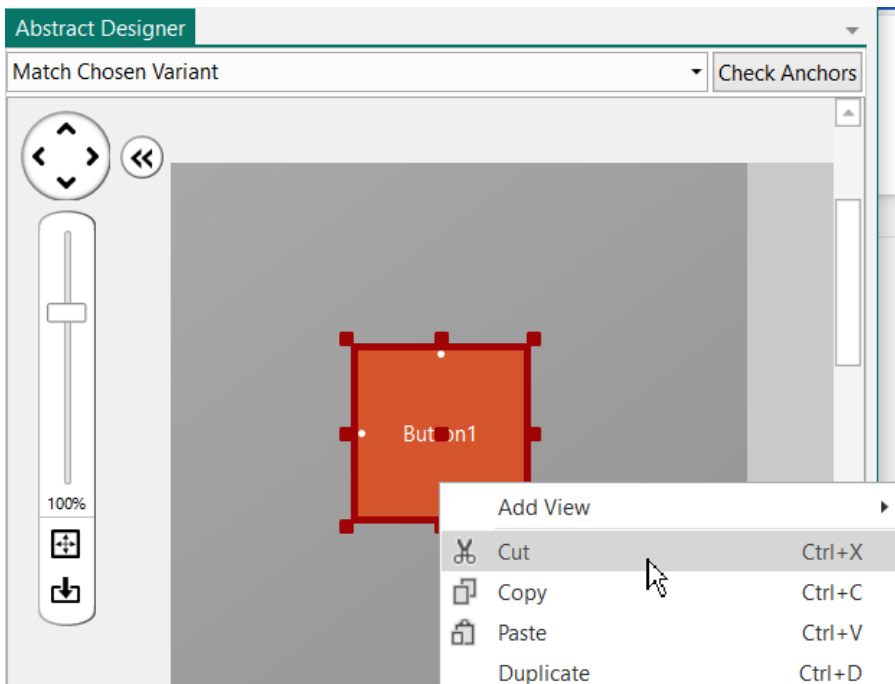 Abstract Designer
Match Chosen Variant
Check Anchors
100%
Button1
Add View
Cut Ctrl+X
Copy Ctrl+C
Paste Ctrl+V
Duplicate Ctrl+D